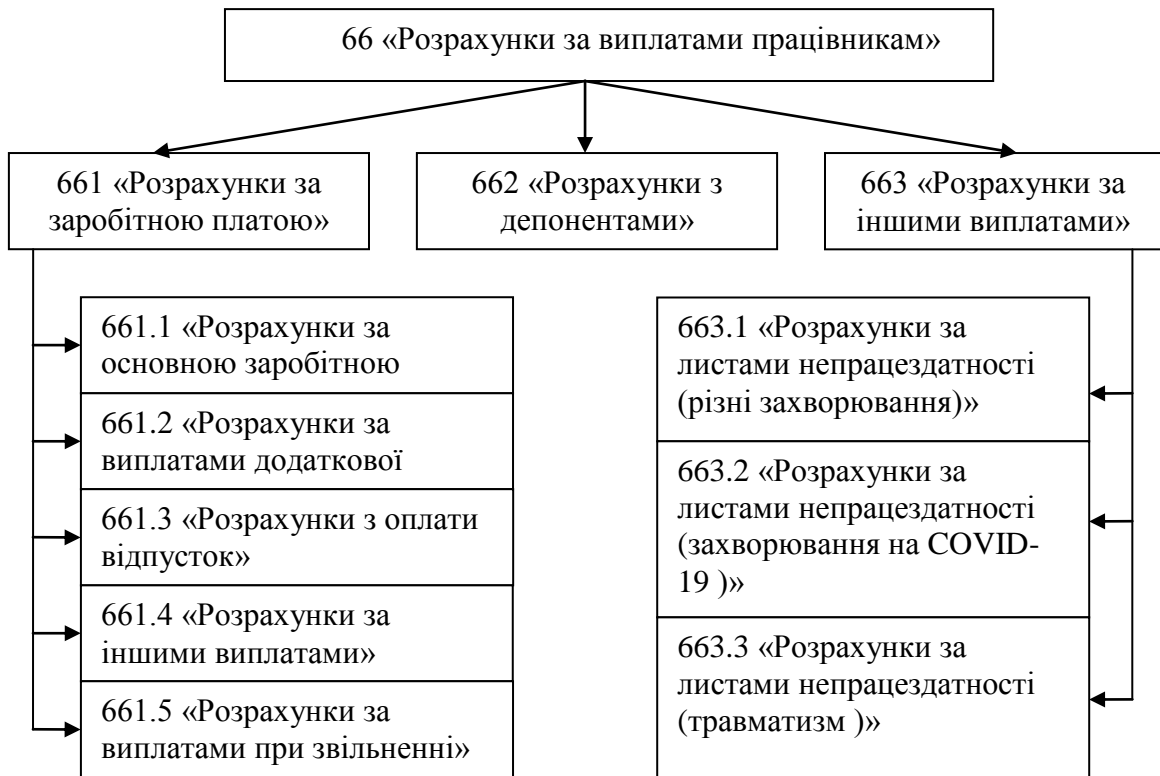 66 «Розрахунки за виплатами працівникам»
661 «Розрахунки за
заробітною платою»
662 «Розрахунки з
депонентами»
663 «Розрахунки за
іншими виплатами»
661.1 «Розрахунки за
основною заробітною
661.2 «Розрахунки за
виплатами додаткової
661.3 «Розрахунки з оплати
відпусток»
661.4 «Розрахунки за
іншими виплатами»
661.5 «Розрахунки за
виплатами при звільненні»
663.1 «Розрахунки за
листами непрацездатності
(різні захворювання)»
663.2 «Розрахунки за
листами непрацездатності
(захворювання на COVID-
19 )»
663.3 «Розрахунки за
листами непрацездатності
(травматизм )»